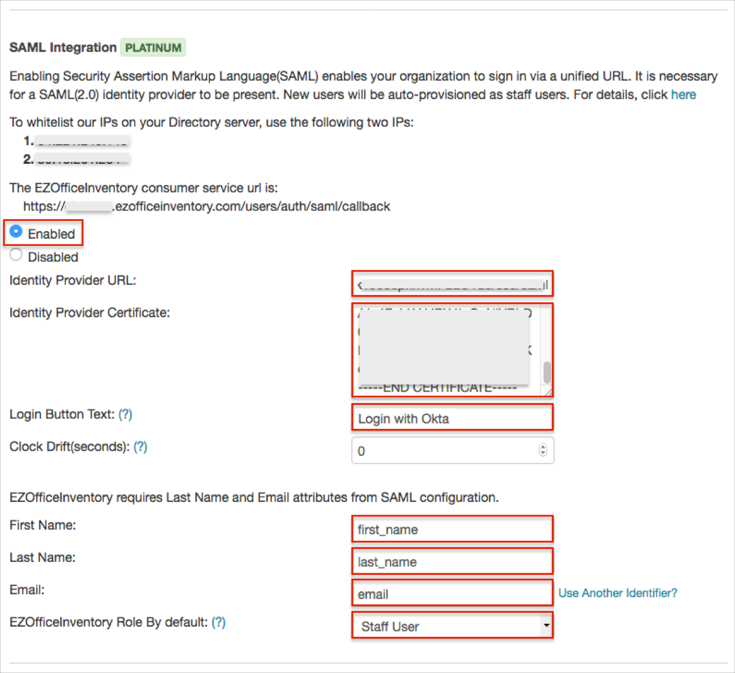 SAML Integration PLATINUM
Enabling Security Assertion Markup Language(SAML) enables your organization to sign in via a unified URL. It is necessary
for a SAML(2.0) identity provider to be present. New users will be auto-provisioned as staff users. For details, click here
To whitelist our IPs on your Directory server, use the following two IPs:
1.
2.
The EZOfficeInventory consumer service url is:
https:// .ezofficeinventory.com/users/auth/saml/callback
Enabled
Disabled
Identity Provider URL:
Identity Provider Certificate:
-----END CERTIFICATE-----
Login Button Text: (?)
Login with Okta
Clock Drift(seconds): (?)
0
EZOfficeInventory requires Last Name and Email attributes from SAML configuration.
First Name:
first_name
Last Name:
last_name
Email:
email
Use Another Identifier?
EZOfficeInventory Role By default: (?)
Staff User